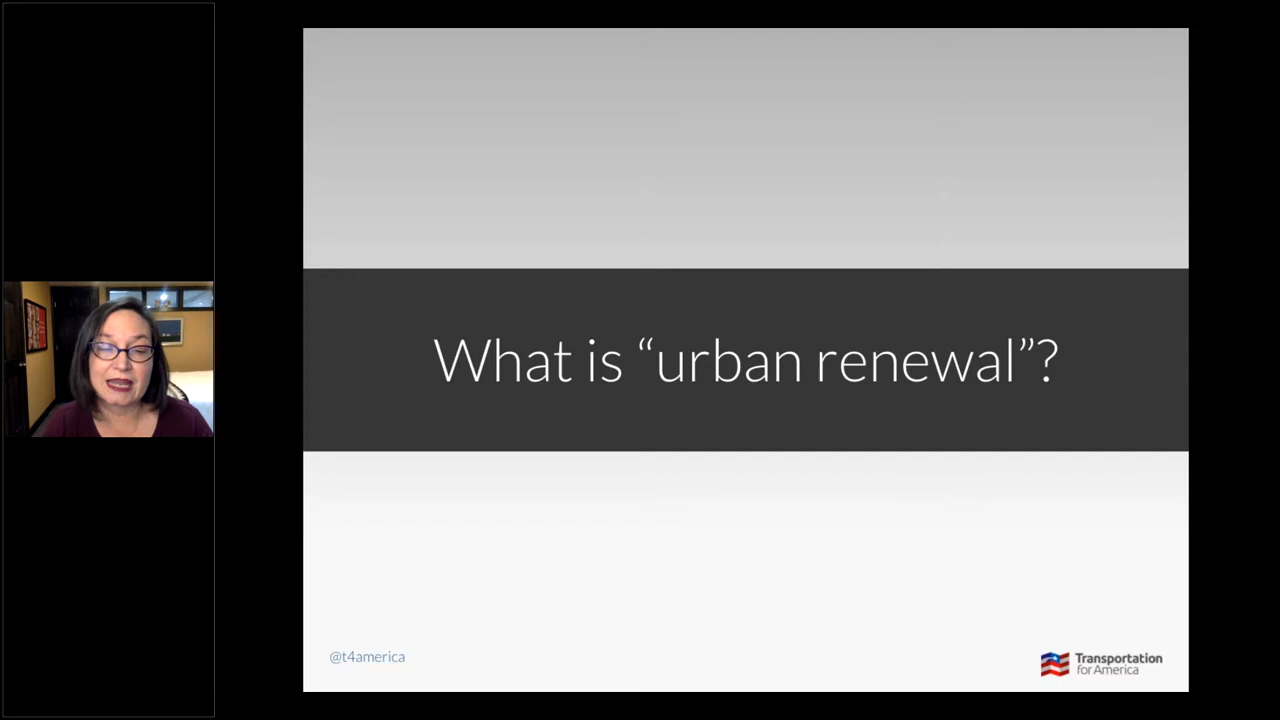 What is “urban renewal”?
@t4america
Transportation
for America